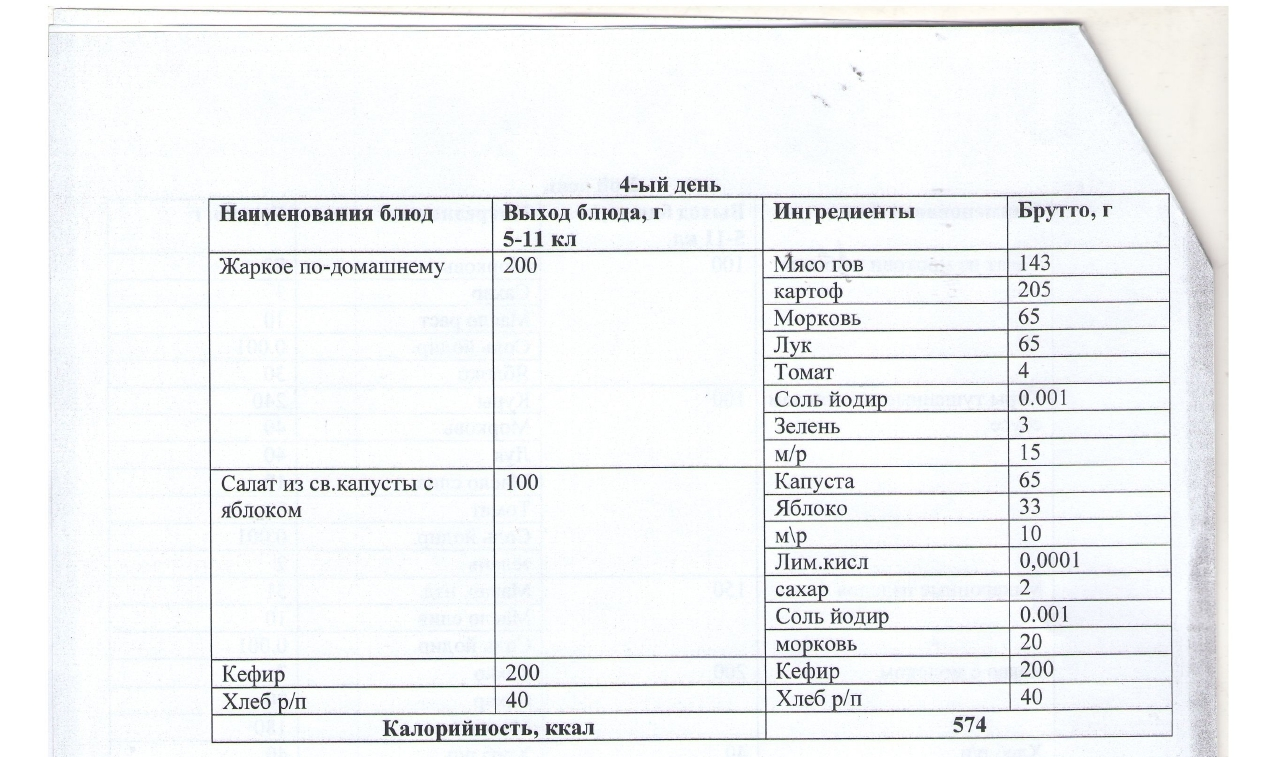 4-ый день
Наименования блюд Выход блюда, г Ингредиенты Брутто, г
5-11 кл
Жаркое по-домашнему 200 Мясо гов 143
картоф 205
Морковь 65
Лук 65
Томат 4
Соль йодир 0.001
Зелень 3
м/р 15
Салат из св.капусты с 100 Капуста 65
яблоком Яблоко 33
м\р 10
Лим.кисл 0,0001
сахар 2
Соль йодир 0.001
морковь 20
Кефир 200 Кефир 200
Хлеб р/п 40 Хлеб р/п 40
Калорийность, ккал 574